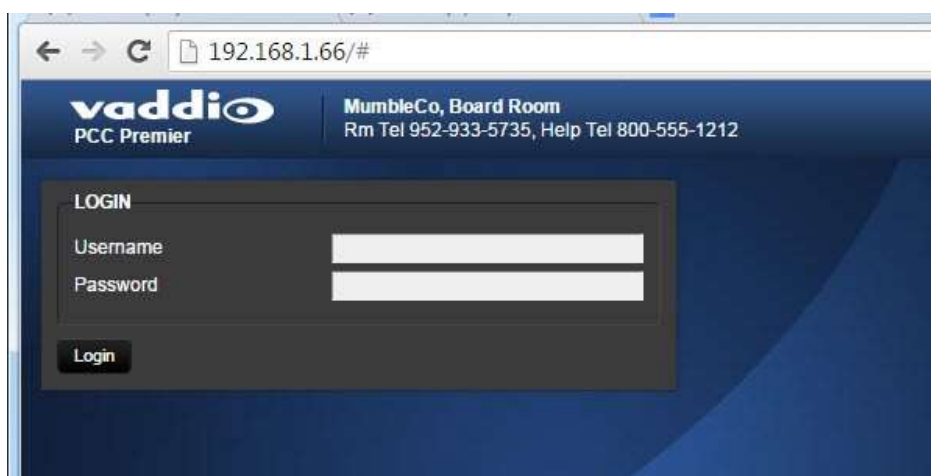 192.168.1.66/#
vaddio
PCC Premier
MumbleCo, Board Room
Rm Tel 952-933-5735, Help Tel 800-555-1212
LOGIN
Username
Password
Login